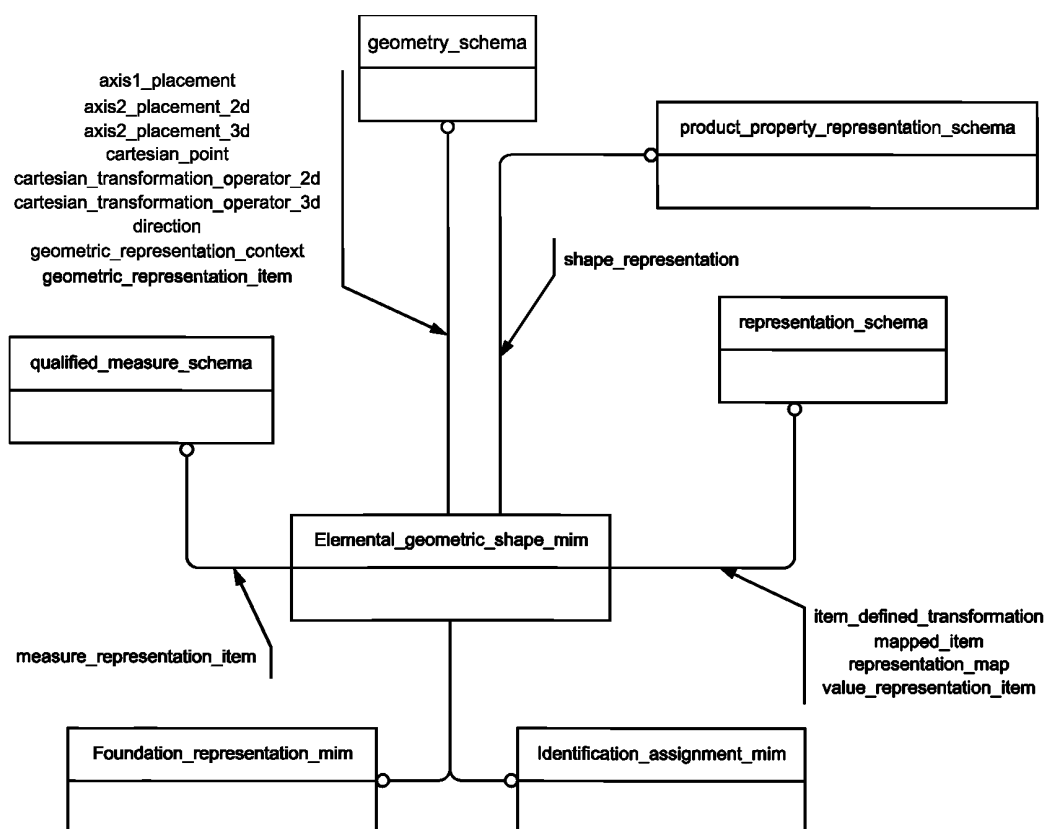 geometry_schema
axis1_placement
axis2_placement_2d
axis2_placement_3d
cartesian_point
cartesian_transformation_operator_2d
cartesian_transformation_operator_3d
direction
geometric_representation_context
geometric_representation_item
product_property_representation_schema
shape_representation
representation_schema
qualified_measure_schema
Elemental_geometric_shape_mim
measure_representation_item
item_defined_transformation
mapped_item
representation_map
value_representation_item
Foundation_representation_mim
Identification_assignment_mim